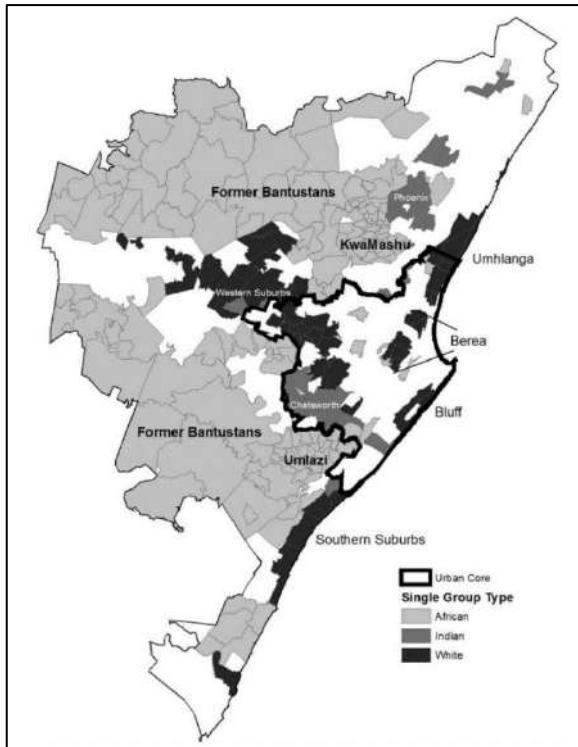 Former Bantustans
Phoenix
KwaMashu
Umhlanga
Western Suburbs
Berea
Chatsworth
Bluff
Former Bantustans
Umlazi
Southern Suburbs
Urban Core
Single Group Type
African
Indian
White